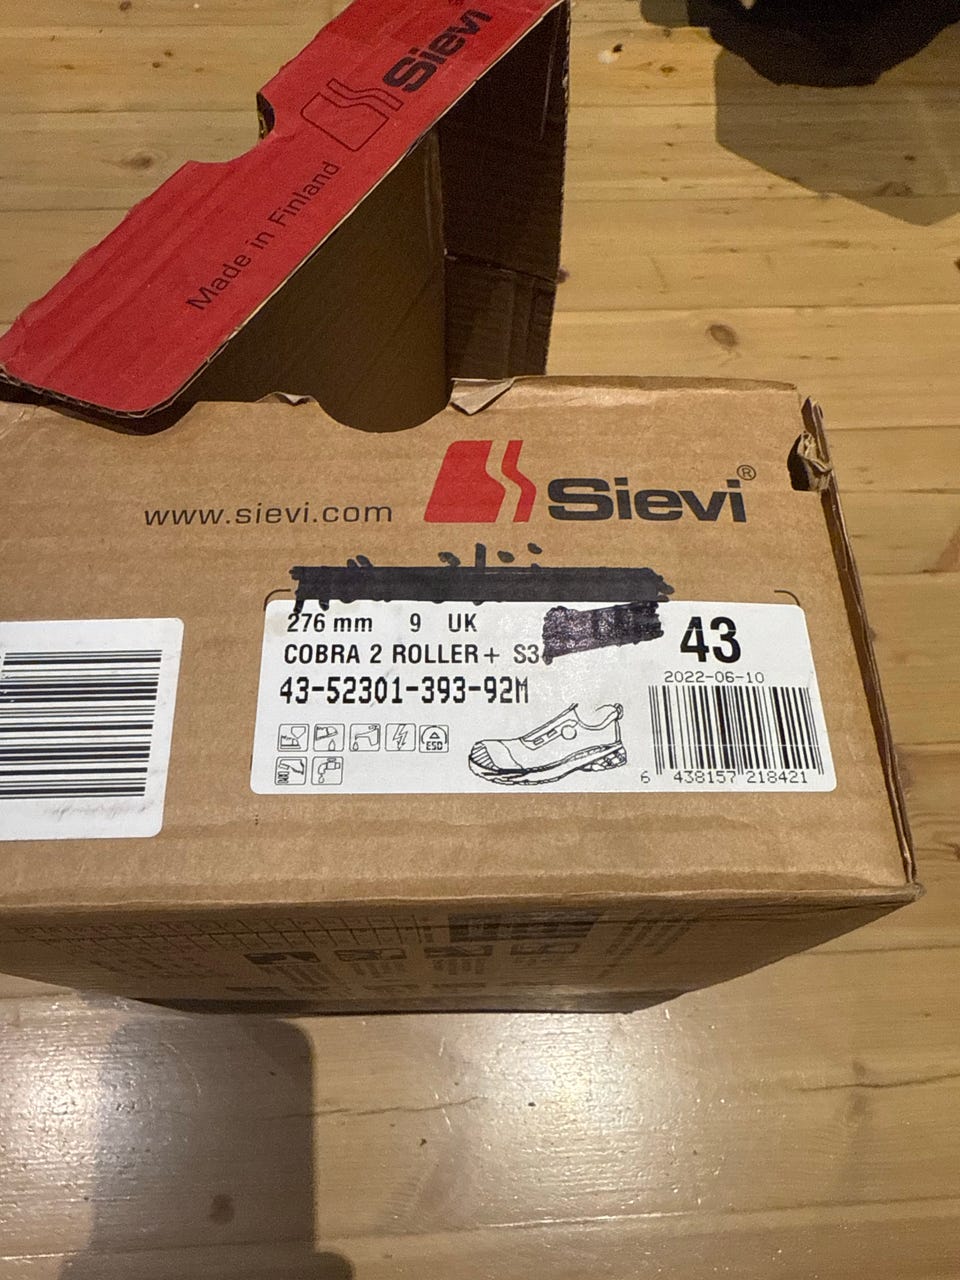 Sievi
Made in Finland
www.sievi.com
Sievi®
276 mm 9 UK 43
COBRA 2 ROLLER+ S3
2022-06-10
43-52301-393-92M
ESD
6 438157 218421